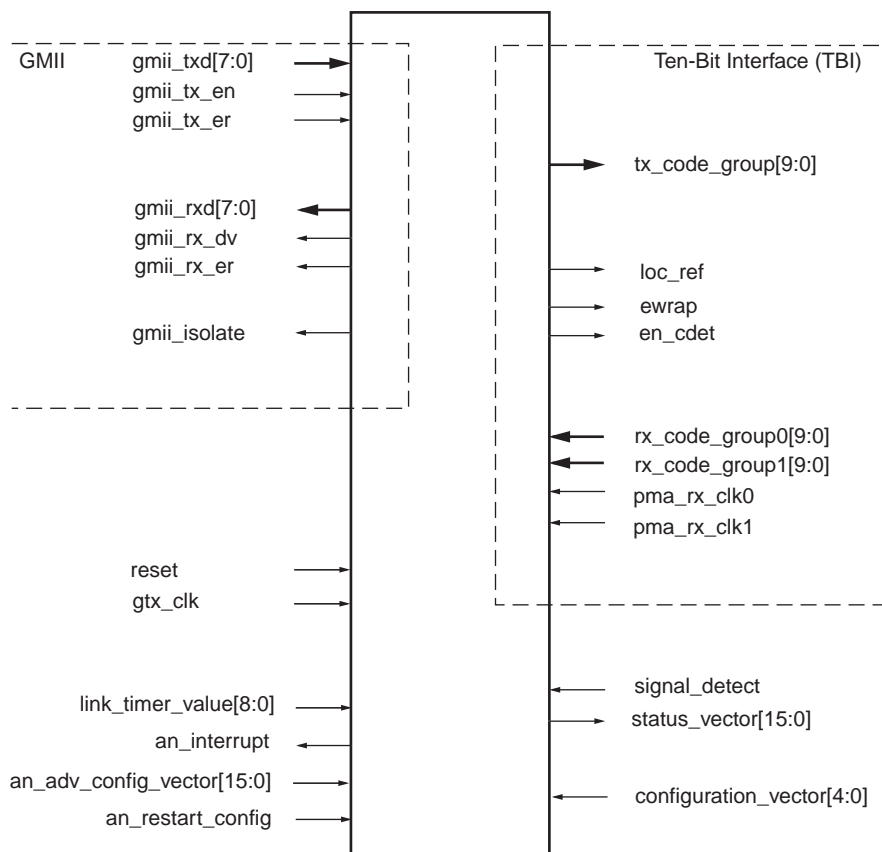 GMII
gmii_txd[7:0]
gmii_tx_en
gmii_tx_er
gmii_rxd[7:0]
gmii_rx_dv
gmii_rx_er
gmii_isolate
reset
gtx_clk
link_timer_value[8:0]
an_interrupt
an_adv_config_vector[15:0]
an_restart_config
Ten-Bit Interface (TBI)
tx_code_group[9:0]
loc_ref
ewrap
en_cdet
rx_code_group0[9:0]
rx_code_group1[9:0]
pma_rx_clk0
pma_rx_clk1
signal_detect
status_vector[15:0]
configuration_vector[4:0]